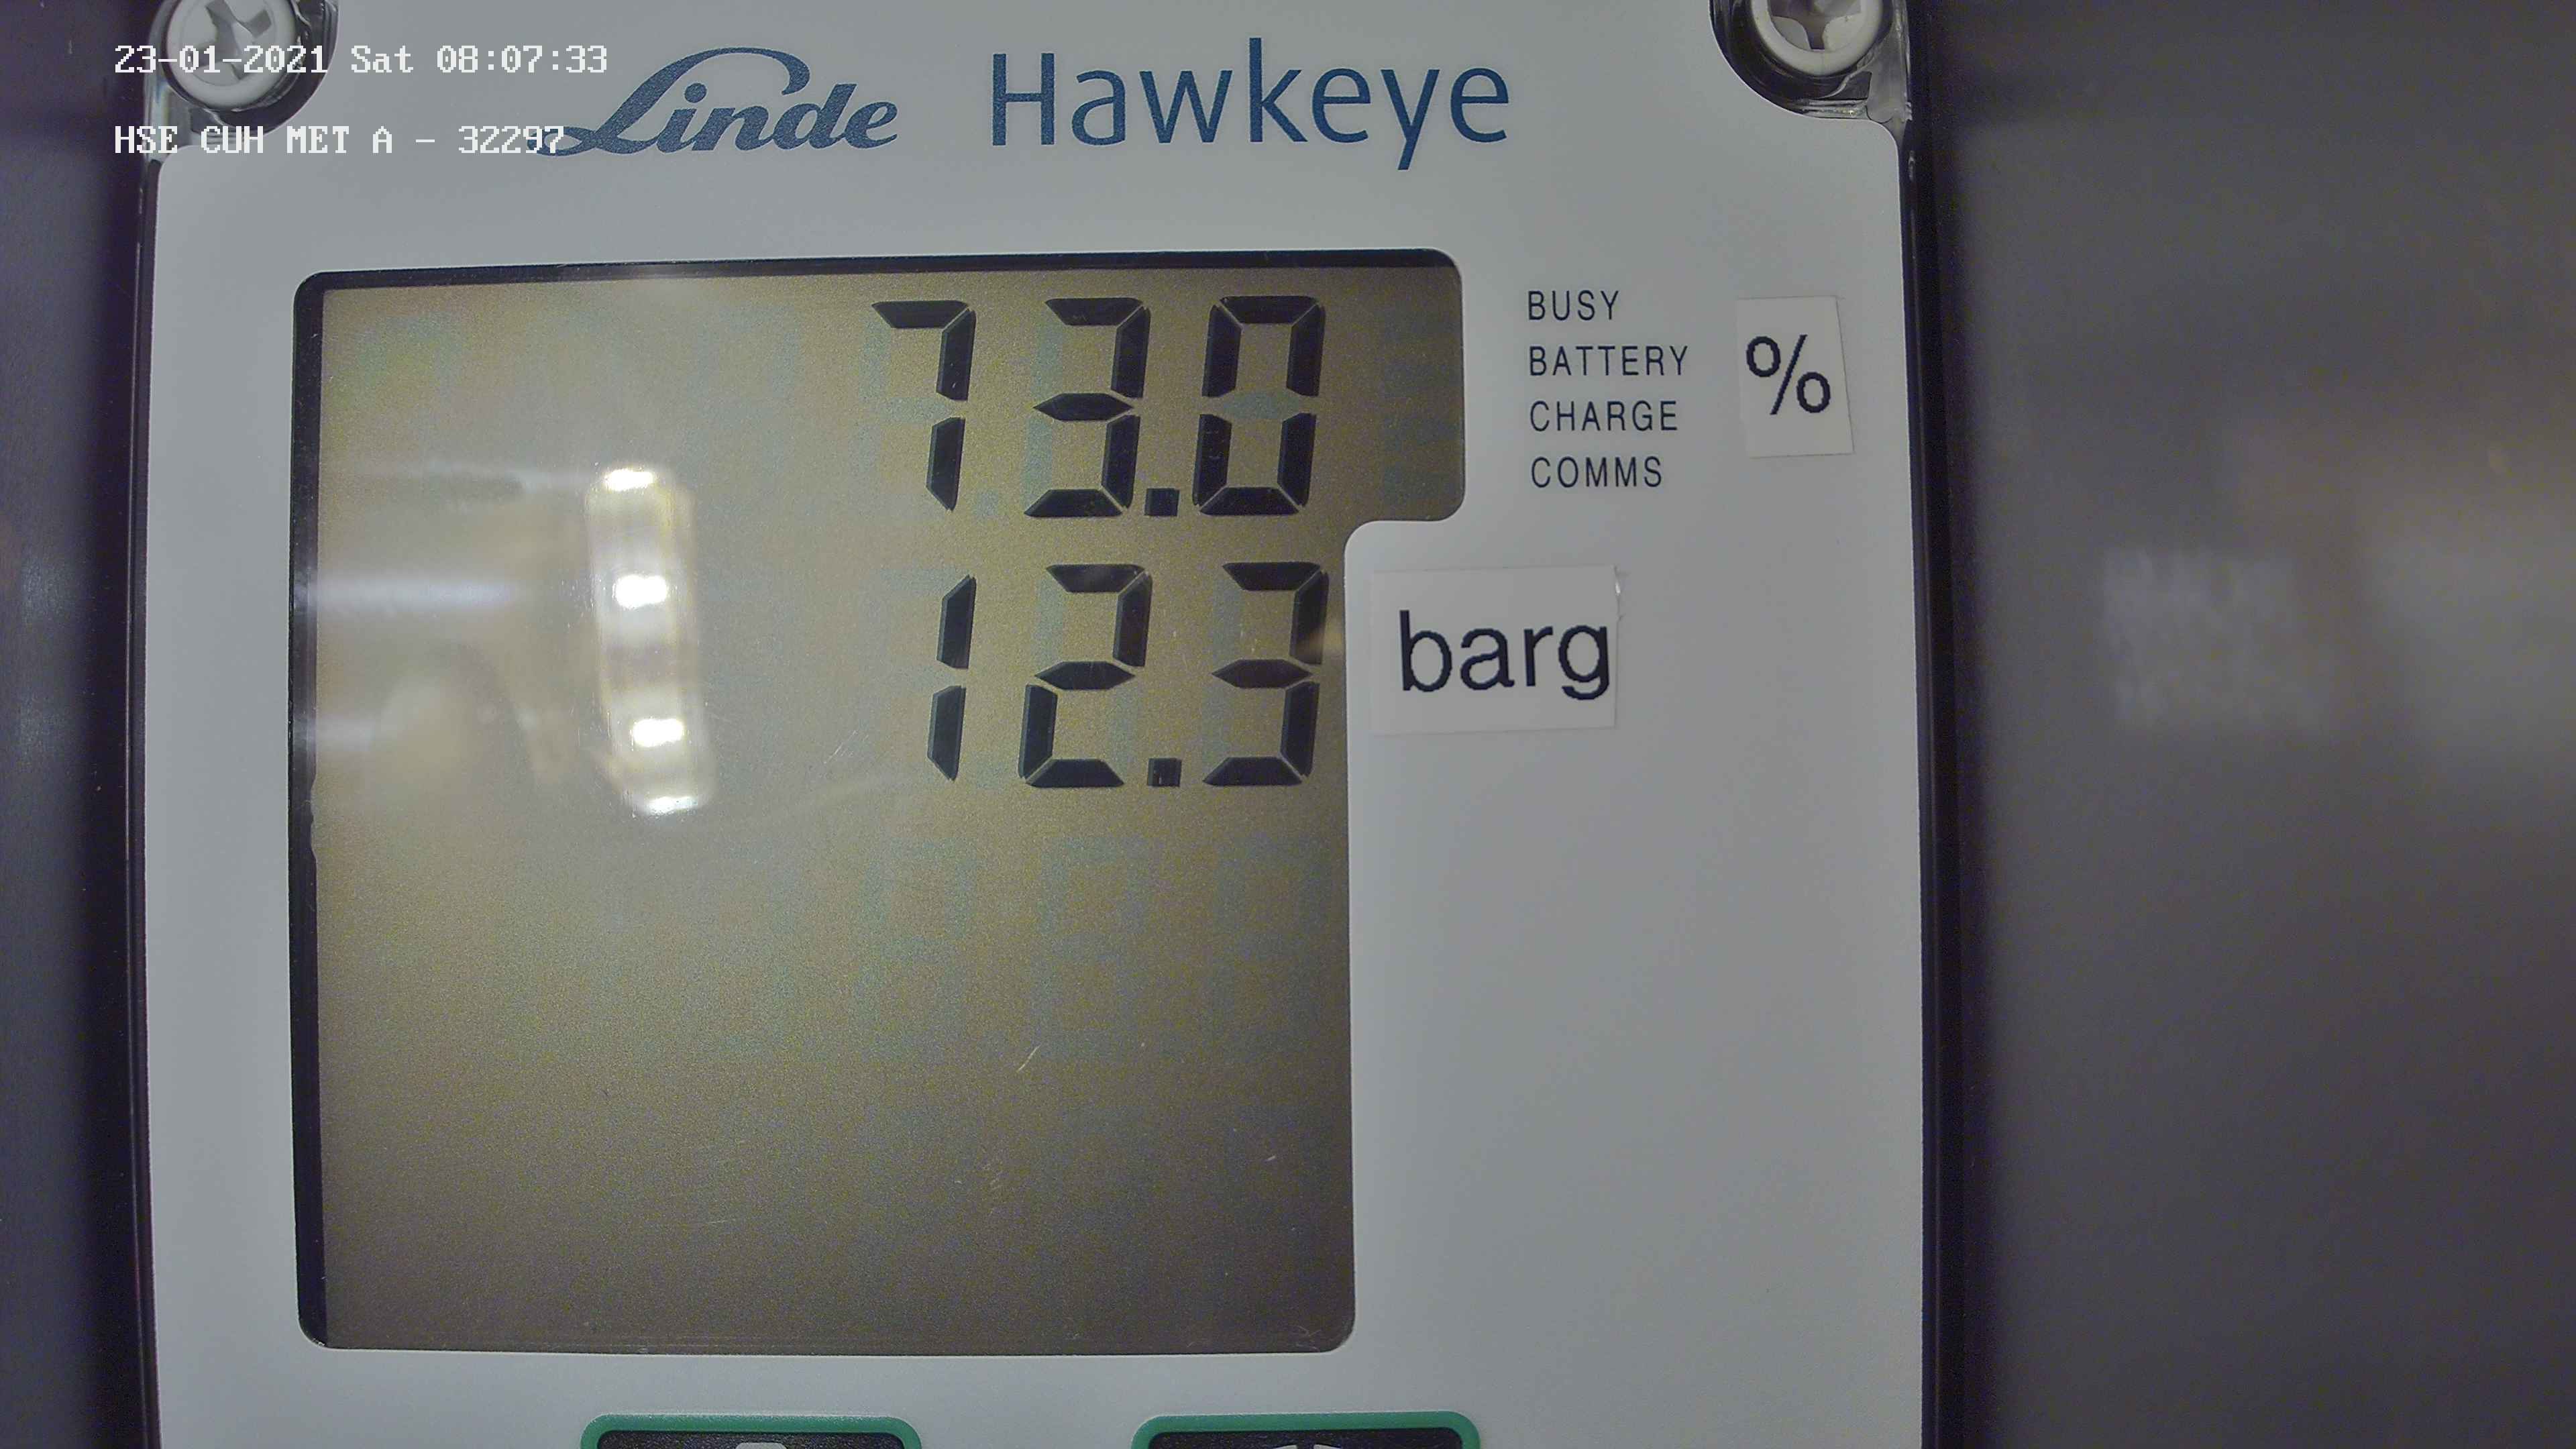 23-01-2021 Sat 08:07:33
HSE CUH MET A - 32297
Linde Hawkeye
73.0
BUSY
BATTERY
CHARGE
COMMS
%
12.3
barg